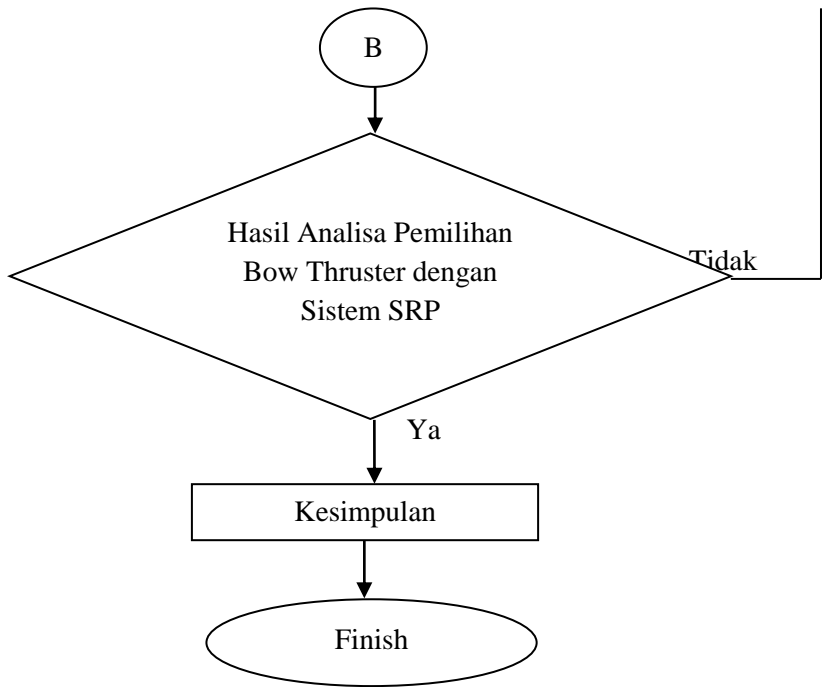 B
Hasil Analisa Pemilihan
Bow Thruster dengan
Sistem SRP
Tidak
Ya
Kesimpulan
Finish